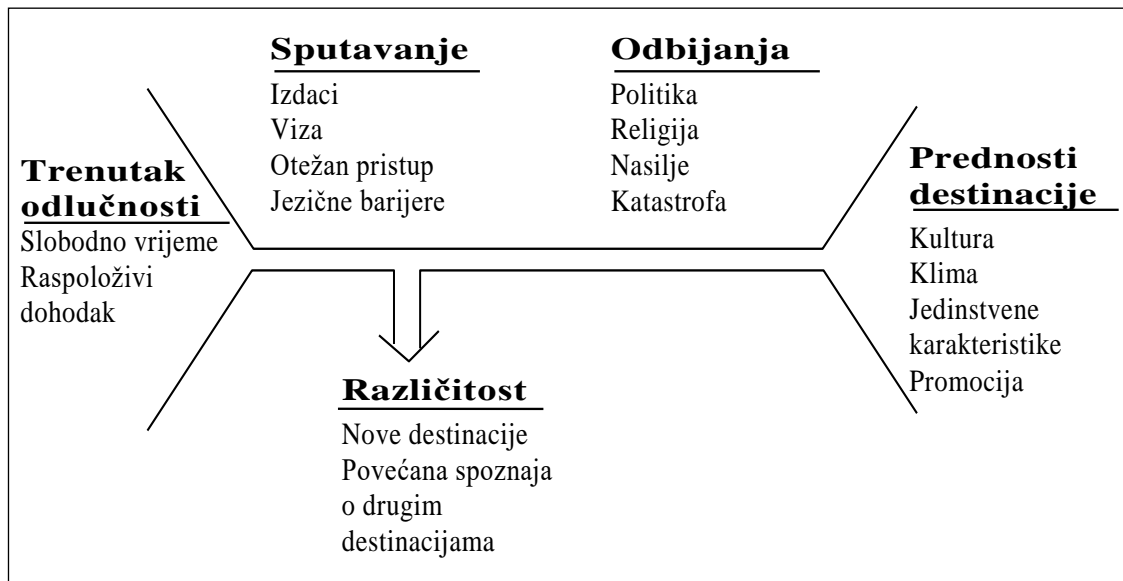 Sputavanje
Izdaci
Viza
Otežan pristup
Jezične barijere
Odbijanja
Politika
Religija
Nasilje
Katastrofa
Trenutak
odlučnosti
Slobodno vrijeme
Raspoloživi
dohodak
Prednosti
destinacije
Kultura
Klima
Jedinstvene
karakteristike
Promocija
Različitost
Nove destinacije
Povećana spoznaja
o drugim
destinacijama